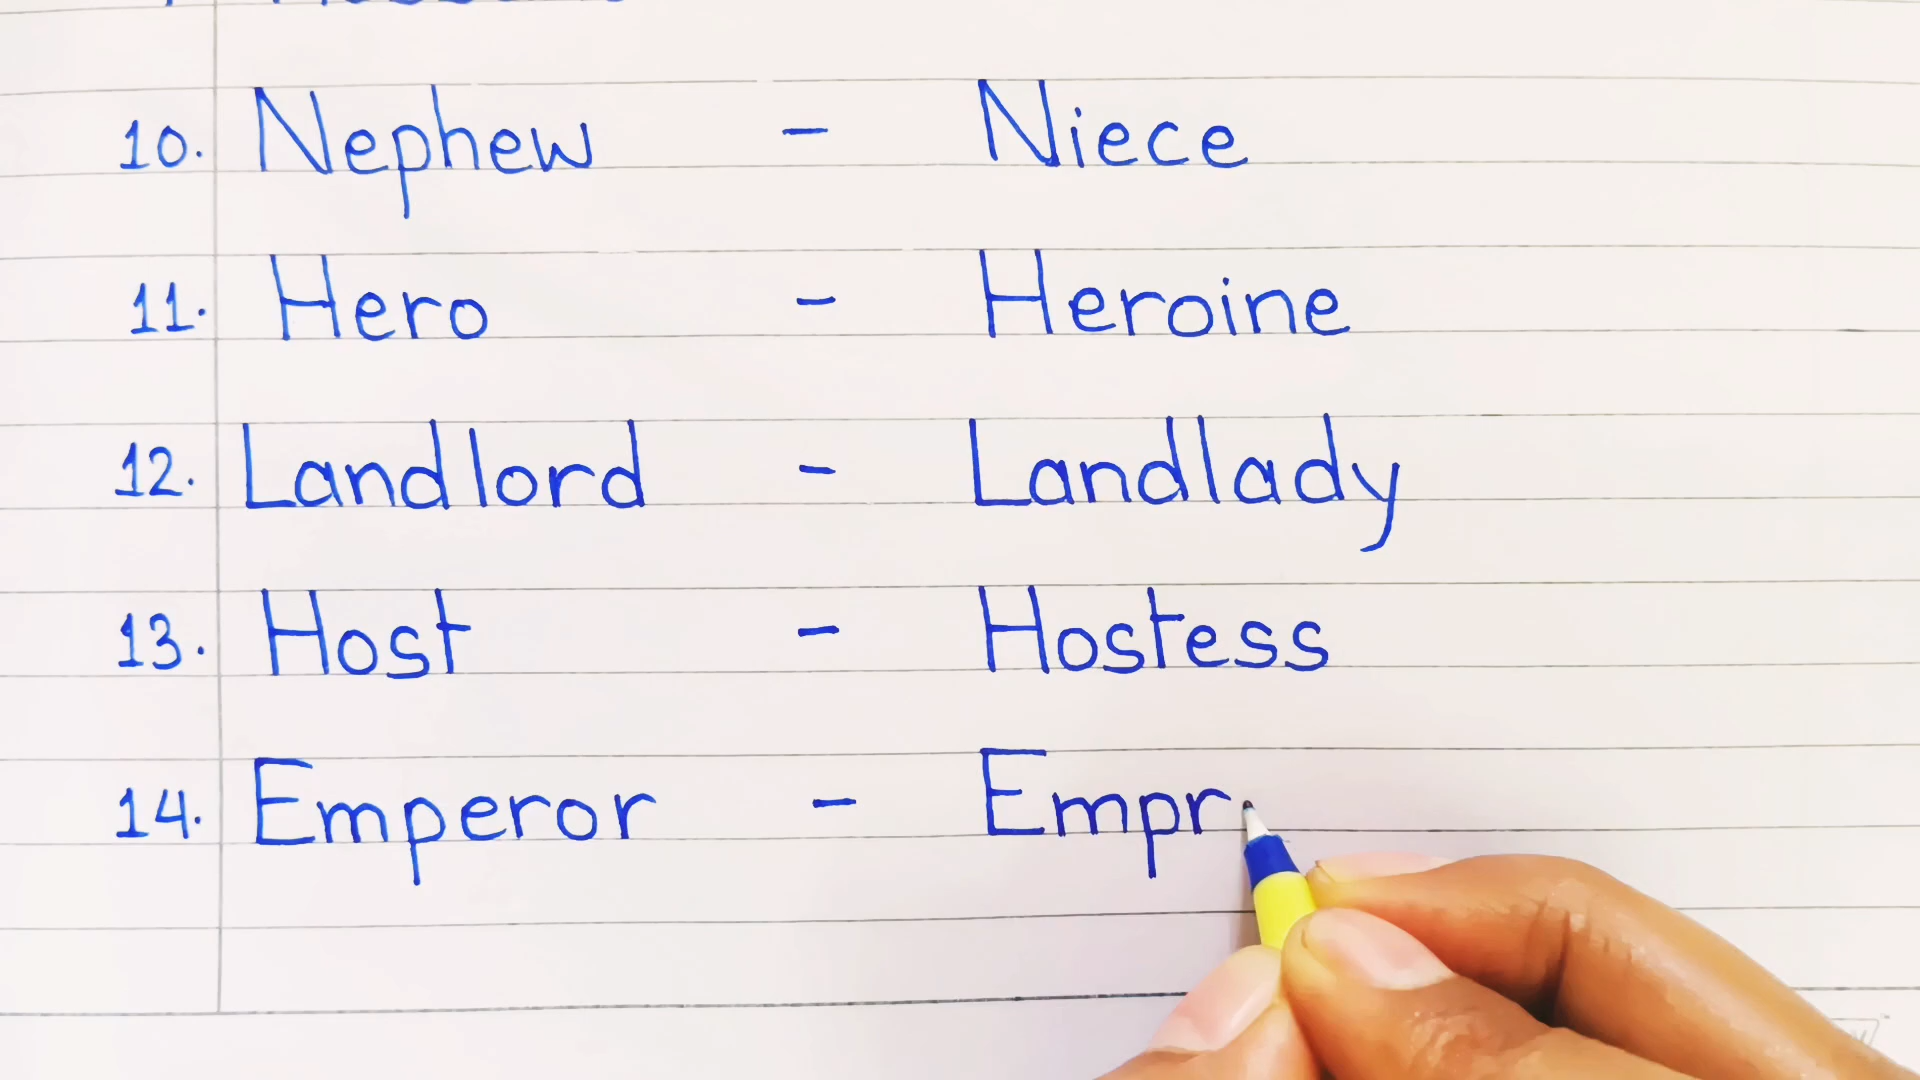 10. Nephew - Niece
11. Hero - Heroine
12. Landlord - Landlady
13. Host - Hostess
14. Emperor - Empr